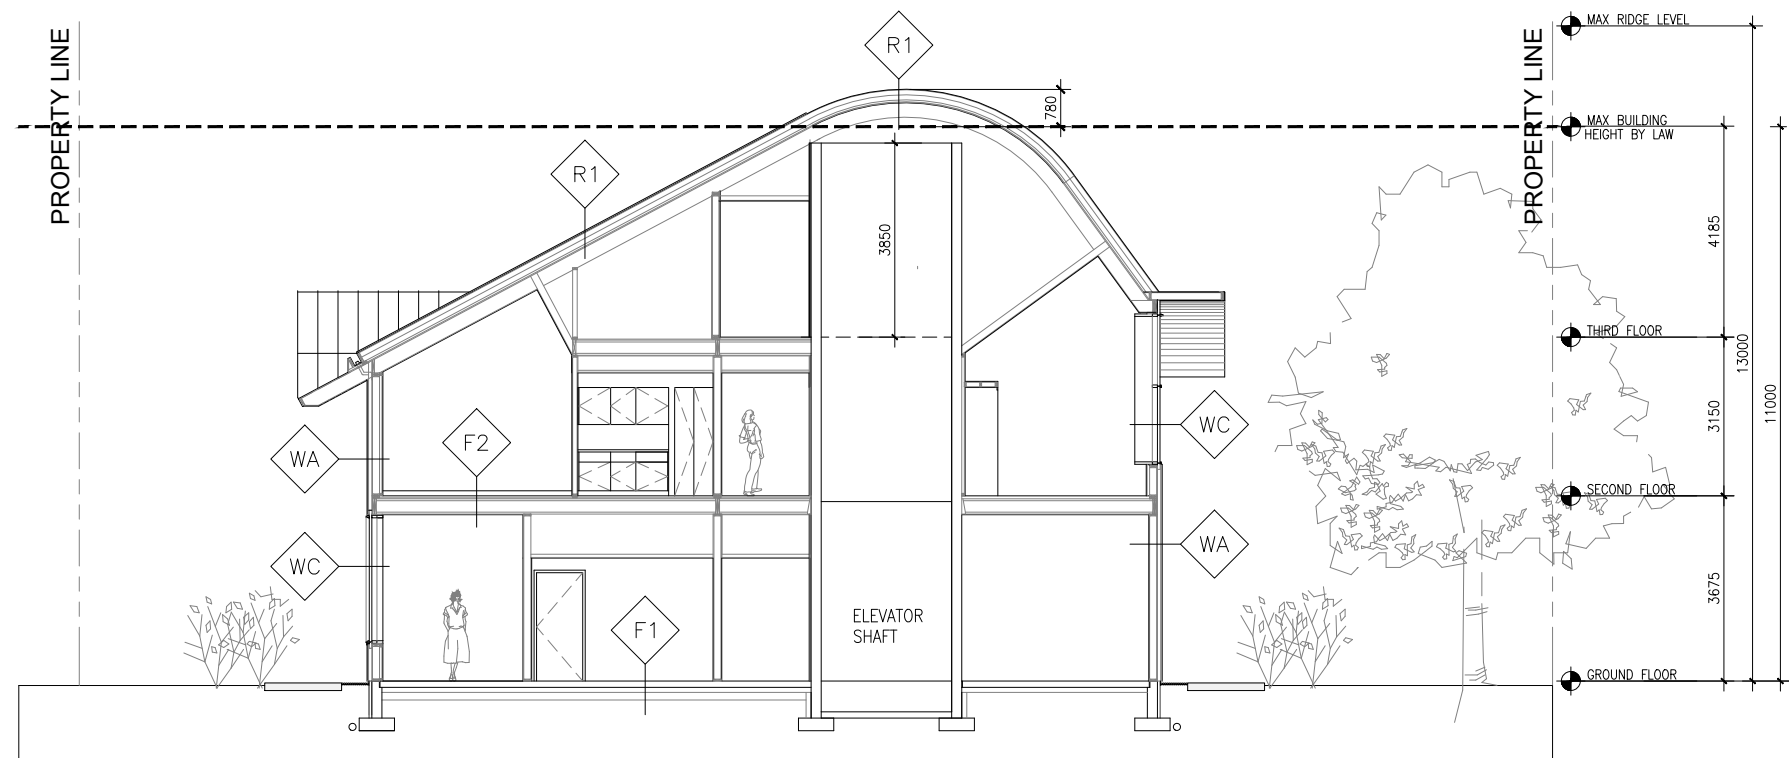 PROPERTY LINE
R1
780
PROPERTY LINE
MAX RIDGE LEVEL
MAX BUILDING
HEIGHT BY LAW
R1
3850
4185
THIRD FLOOR
13000
11000
3150
WA
F2
WC
SECOND FLOOR
WC
WA
3675
ELEVATOR
SHAFT
F1
GROUND FLOOR